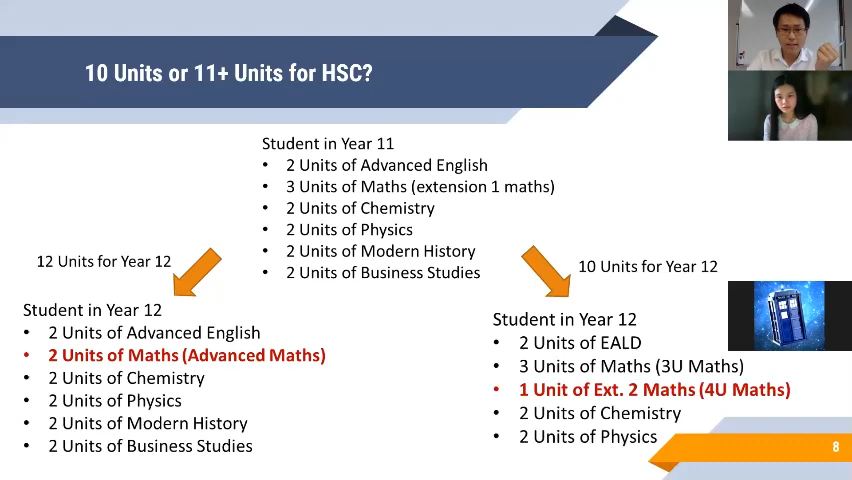 10 Units or 11+ Units for HSC?
Student in Year 11
• 2 Units of Advanced English
• 3 Units of Maths (extension 1 maths)
• 2 Units of Chemistry
• 2 Units of Physics
• 2 Units of Modern History
• 2 Units of Business Studies
12 Units for Year 12
10 Units for Year 12
Student in Year 12
• 2 Units of Advanced English
• 2 Units of Maths (Advanced Maths)
• 2 Units of Chemistry
• 2 Units of Physics
• 2 Units of Modern History
• 2 Units of Business Studies
Student in Year 12
• 2 Units of EALD
• 3 Units of Maths (3U Maths)
• 1 Unit of Ext. 2 Maths (4U Maths)
• 2 Units of Chemistry
• 2 Units of Physics
8